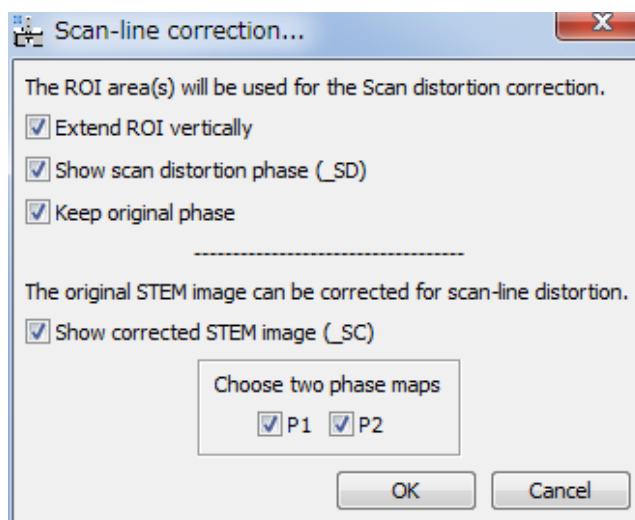 Scan-line correction...
The ROI area(s) will be used for the Scan distortion correction.
Extend ROI vertically
Show scan distortion phase (_SD)
Keep original phase
-----------------------------------
The original STEM image can be corrected for scan-line distortion.
Show corrected STEM image (_SC)
Choose two phase maps
P1 P2
OK Cancel